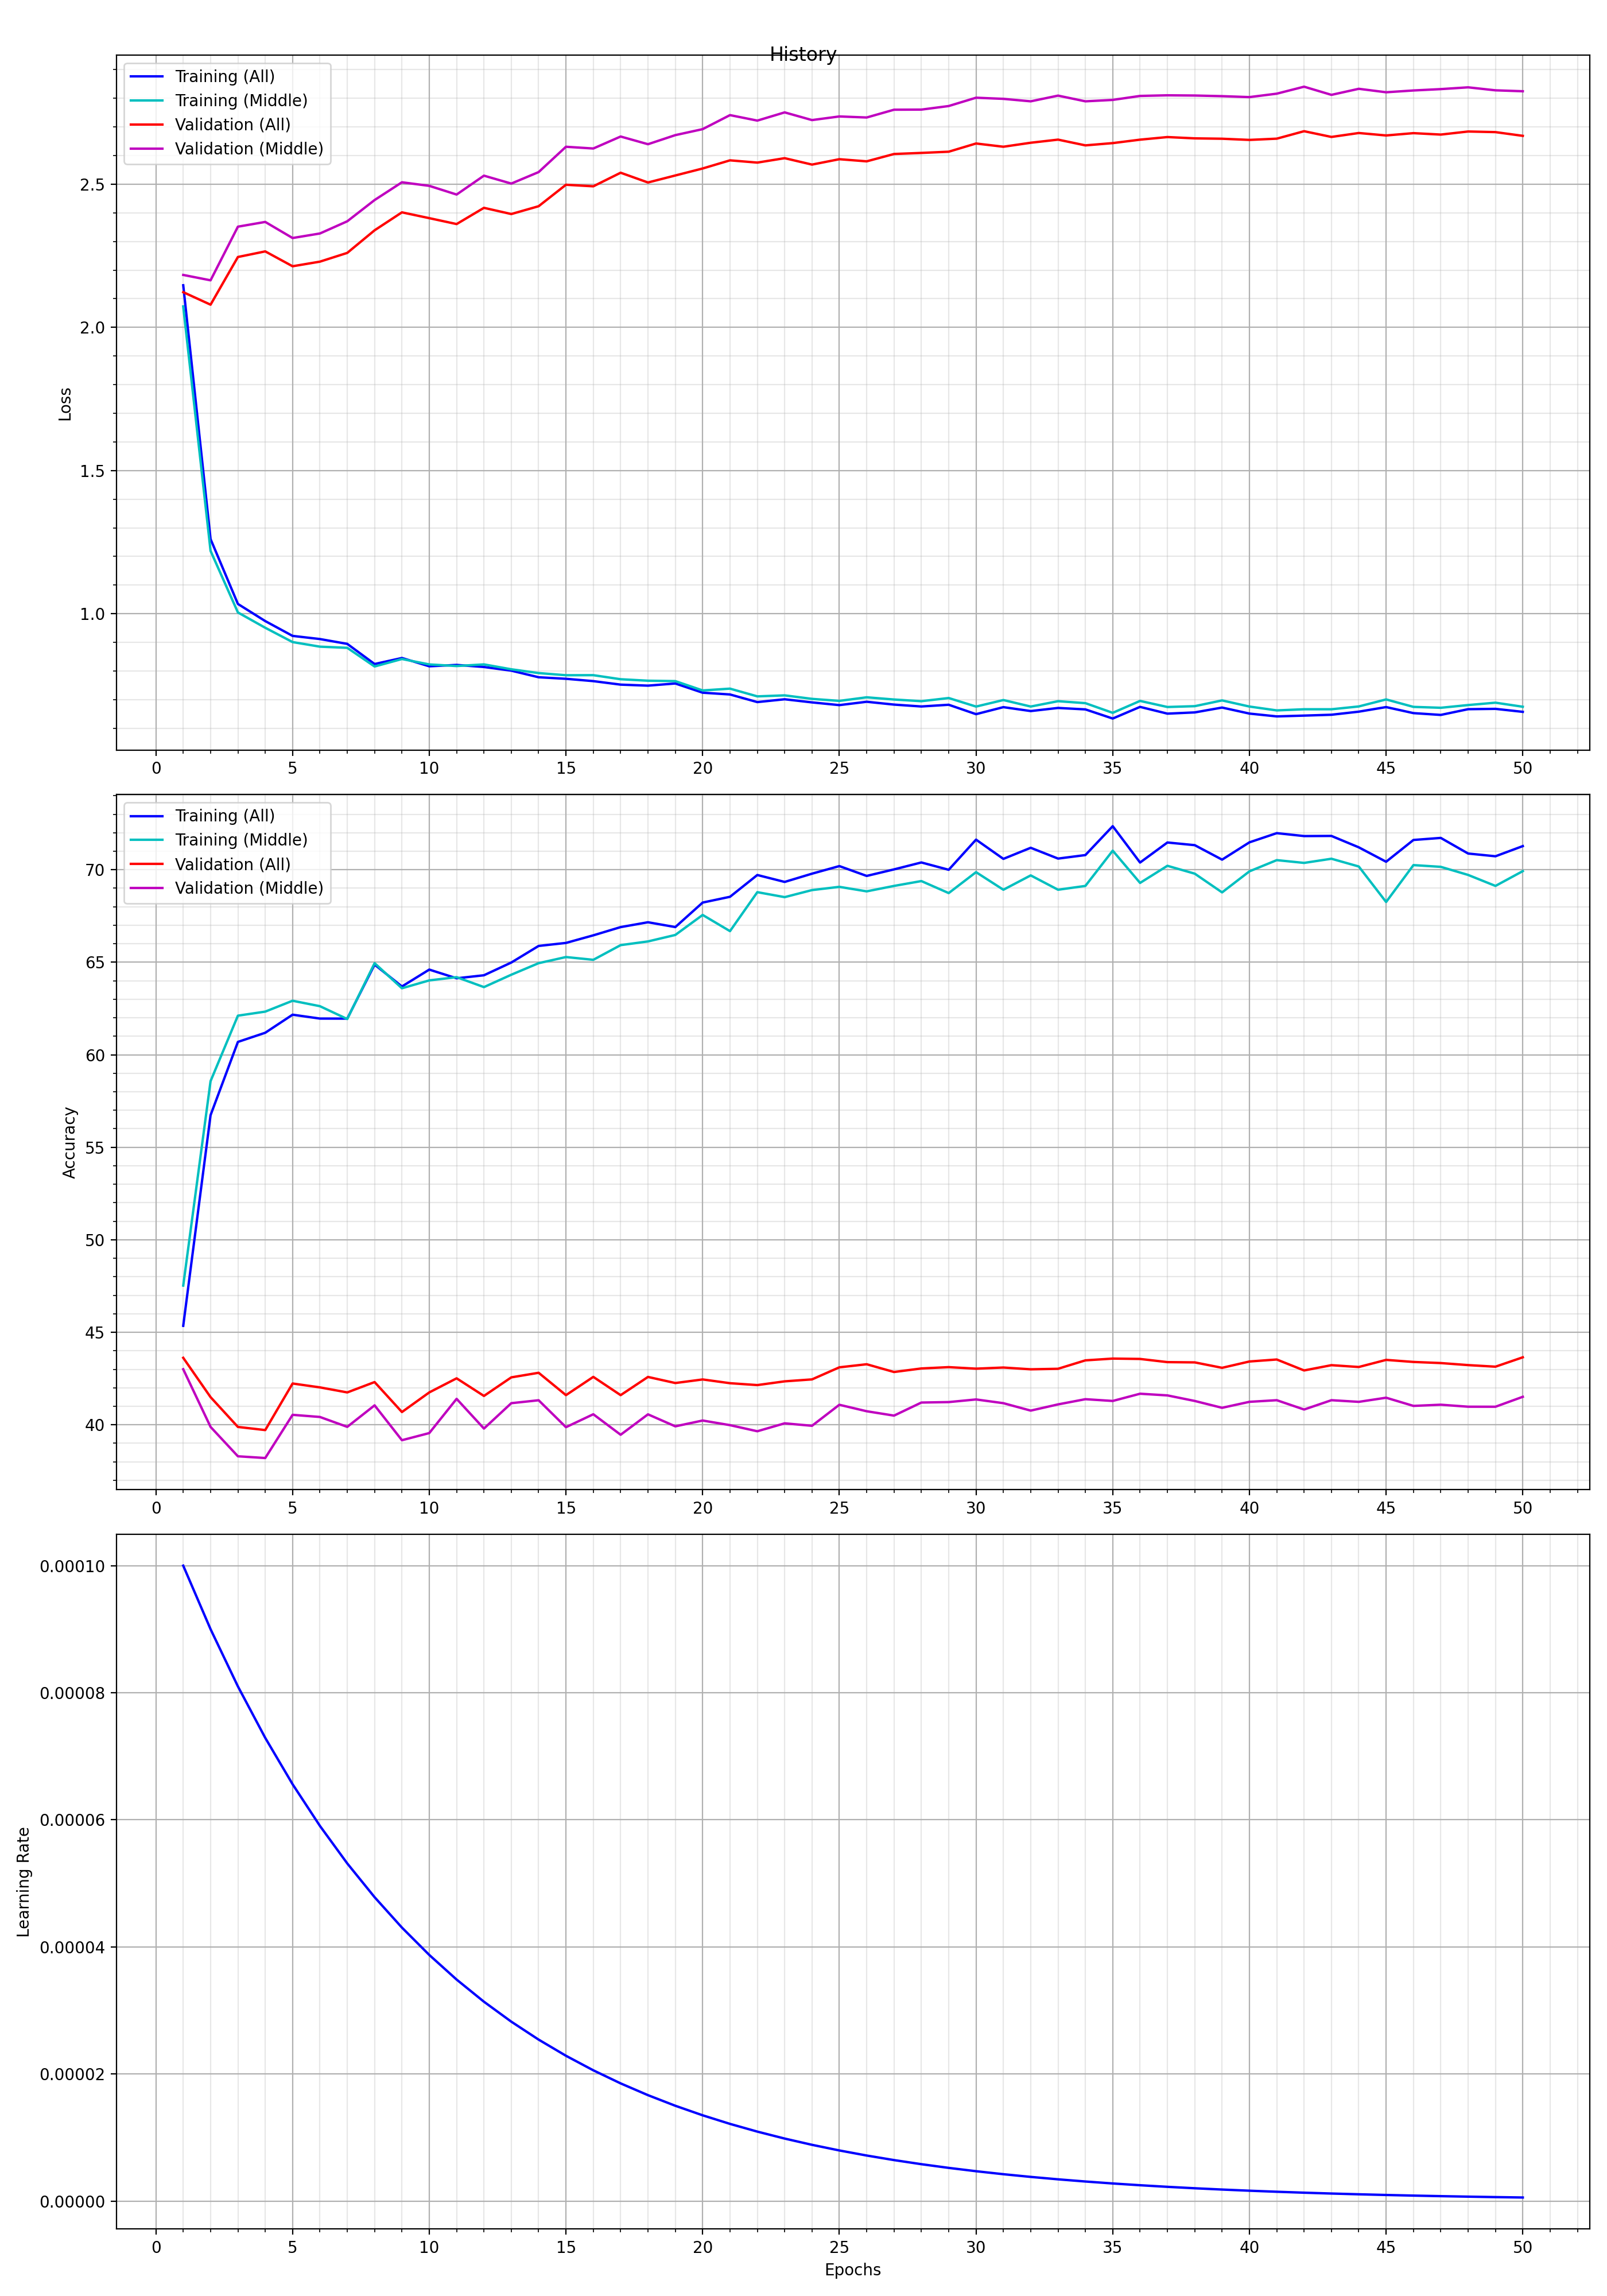 History
Training (All)
Training (Middle)
Validation (All)
Validation (Middle)
2.5
2.0
1.5
1.0
Loss
0 5 10 15 20 25 30 35 40 45 50
Training (All)
Training (Middle)
Validation (All)
Validation (Middle)
70
65
60
55
50
45
40
Accuracy
0 5 10 15 20 25 30 35 40 45 50
0.00010
0.00008
0.00006
0.00004
0.00002
0.00000
Learning Rate
0 5 10 15 20 25 30 35 40 45 50
Epochs